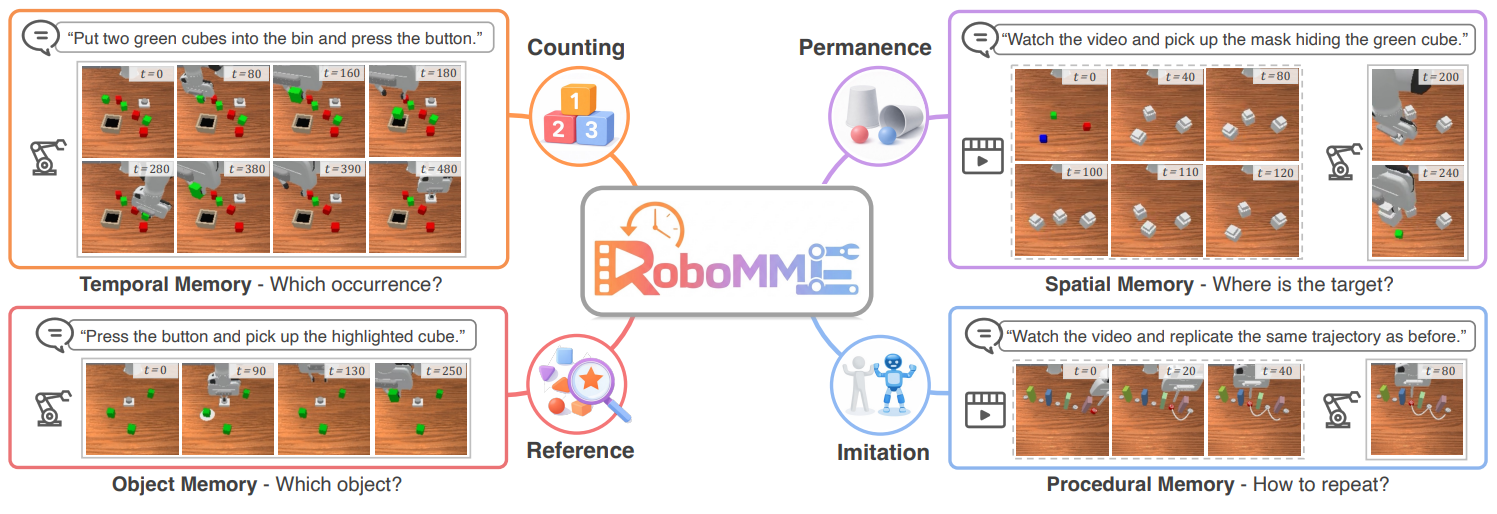 "Put two green cubes into the bin and press the button."
t=0
t=80
t=160
t=180
t=280
t=380
t=390
t=480
Temporal Memory - Which occurrence?
Counting
1
2 3
Permanence
"Watch the video and pick up the mask hiding the green cube."
t=0
t=40
t=80
t=200
t=100
t=110
t=120
t=240
Spatial Memory - Where is the target?
RoboMME
"Press the button and pick up the highlighted cube."
t=0
t=90
t=130
t=250
Object Memory - Which object?
Reference
Imitation
"Watch the video and replicate the same trajectory as before."
t=0
t=20
t=40
t=80
Procedural Memory - How to repeat?